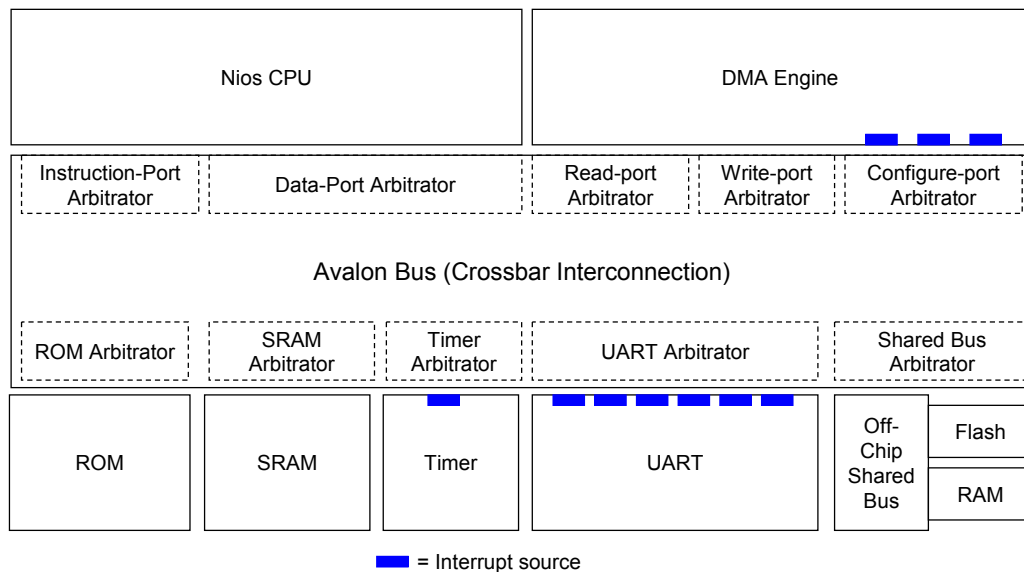 Nios CPU
DMA Engine
Instruction-Port
Arbitrator
Data-Port Arbitrator
Read-port
Arbitrator
Write-port
Arbitrator
Configure-port
Arbitrator
Avalon Bus (Crossbar Interconnection)
ROM Arbitrator
SRAM
Arbitrator
Timer
Arbitrator
UART Arbitrator
Shared Bus
Arbitrator
ROM
SRAM
Timer
UART
Off-
Chip
Shared
Bus
Flash
RAM
= Interrupt source